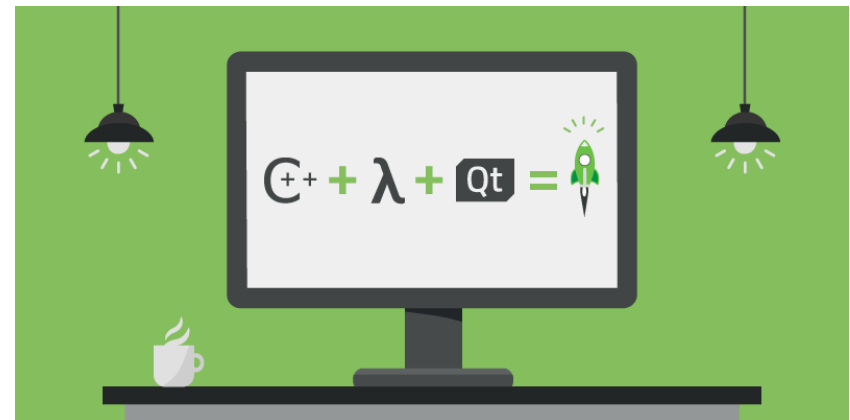 C++ + λ + Qt =